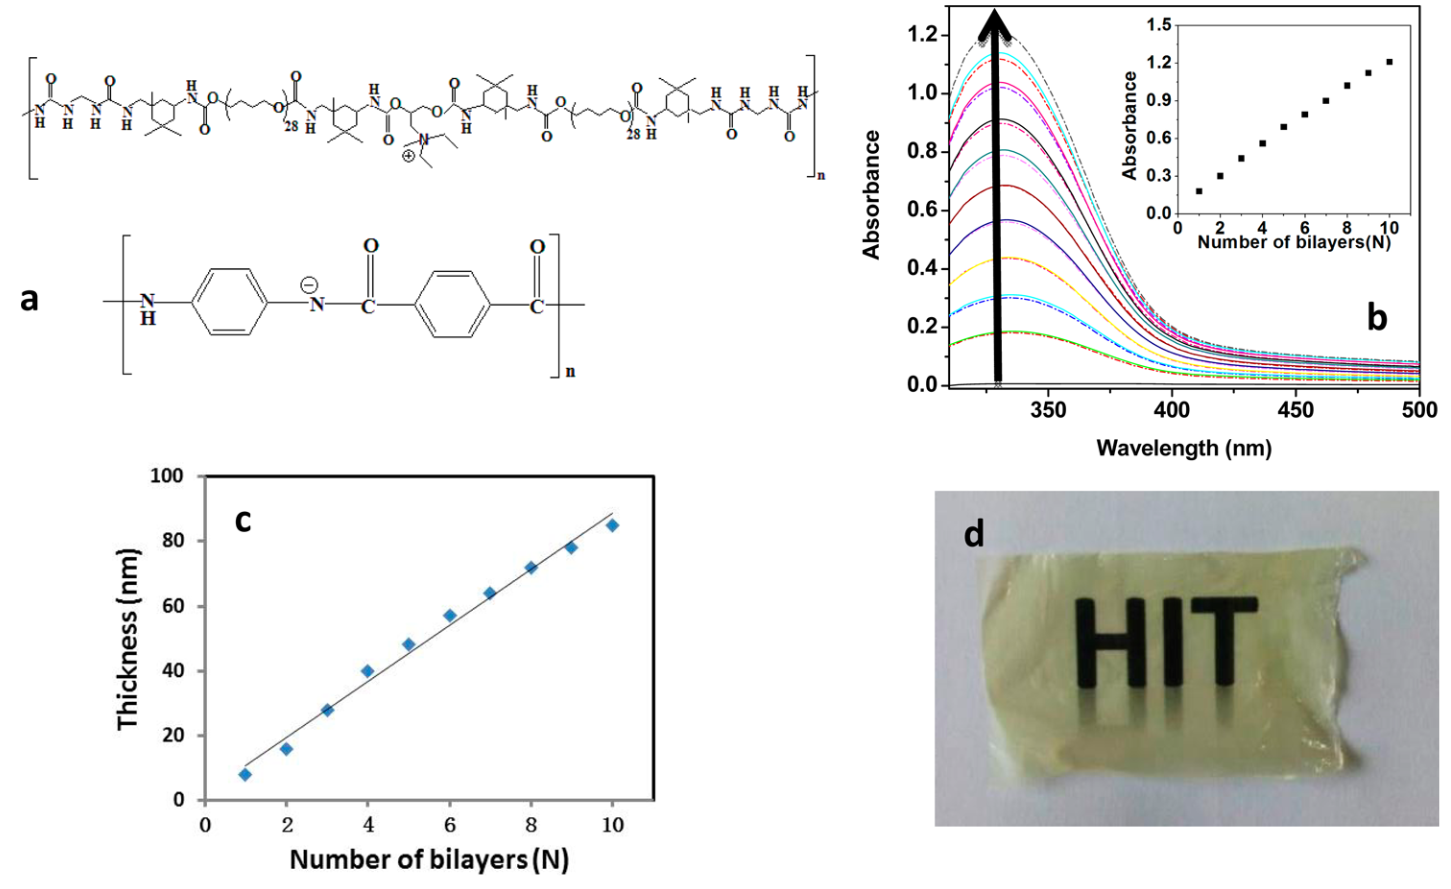 O
O
H
O
O
H
O
O
H
H
O
O
N
N
N
N
N
O
O
28
N
N
O
O
N
O
O
28
N
N
N
N
N
H
H
H
H
O
H
O
N
⊕
H
O
H
O
O
n
a
O
O
⊖
N
H
N
C
C
n
b
Absorbance
1.2
1.0
0.8
0.6
0.4
0.2
0.0
350 400 450 500
Wavelength (nm)
Absorbance
1.5
1.2
0.9
0.6
0.3
0.0
0 2 4 6 8 10
Number of bilayers(N)
c
Thickness (nm)
100
80
60
40
20
0
0 2 4 6 8 10
Number of bilayers (N)
d
HIT